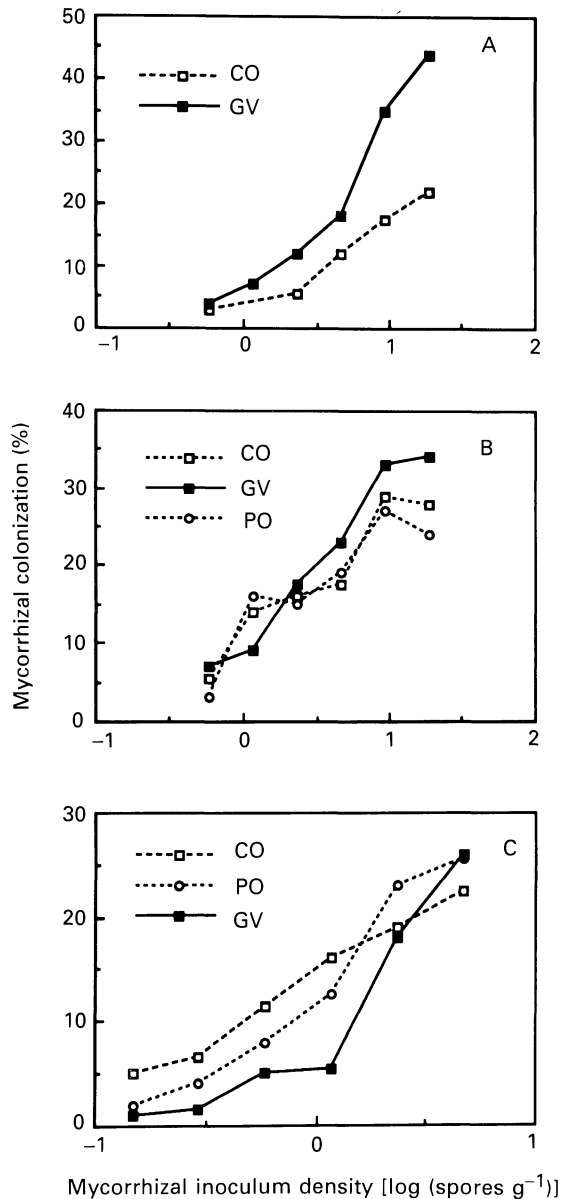 50
A
CO
40
GV
30
20
10
0
−1 0 1 2
40
B
CO
30
GV
PO
20
10
0
−1 0 1 2
Mycorrhizal colonization (%)
30
CO
C
PO
20
GV
10
0
−1 0 1
Mycorrhizal inoculum density [log (spores g⁻¹)]